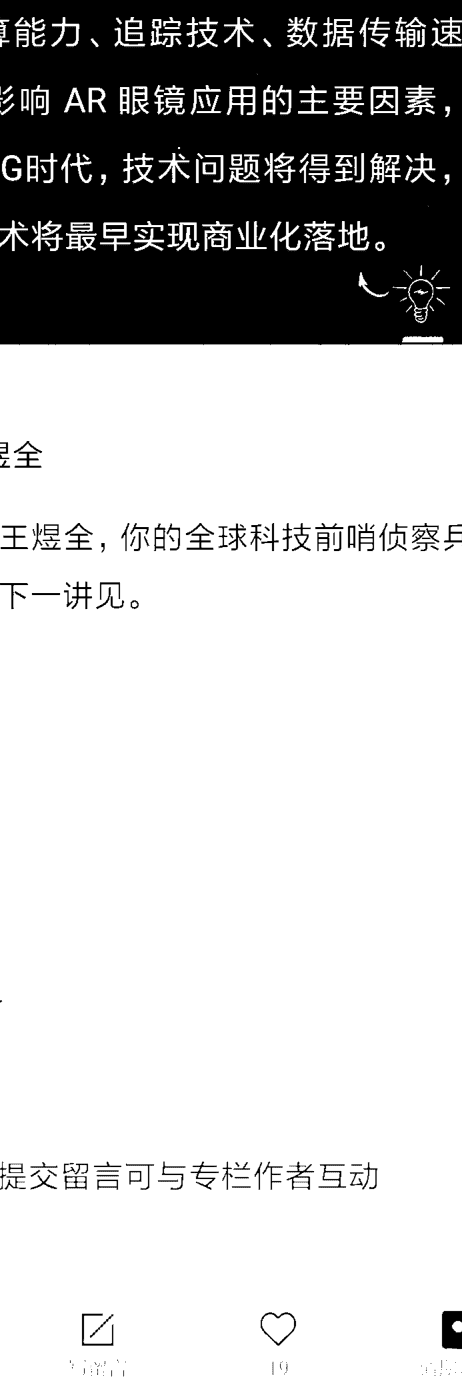 能力、追踪技术、数据传输速
响 AR 眼镜应用的主要因素，
G时代，技术问题将得到解决，
术将最早实现商业化落地。
煜全
王煜全，你的全球科技前哨侦察兵
下一讲见。
提交留言可与专栏作者互动
19